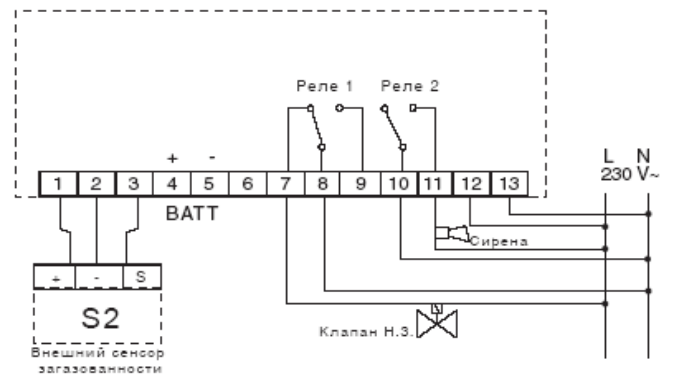 Реле 1 Реле 2
+ -
L N
230 V~
1 2 3 4 5 6 7 8 9 10 11 12 13
BATT
Сирена
+ - S
S2
Клапан Н.З.
Внешний сенсор
загазованности